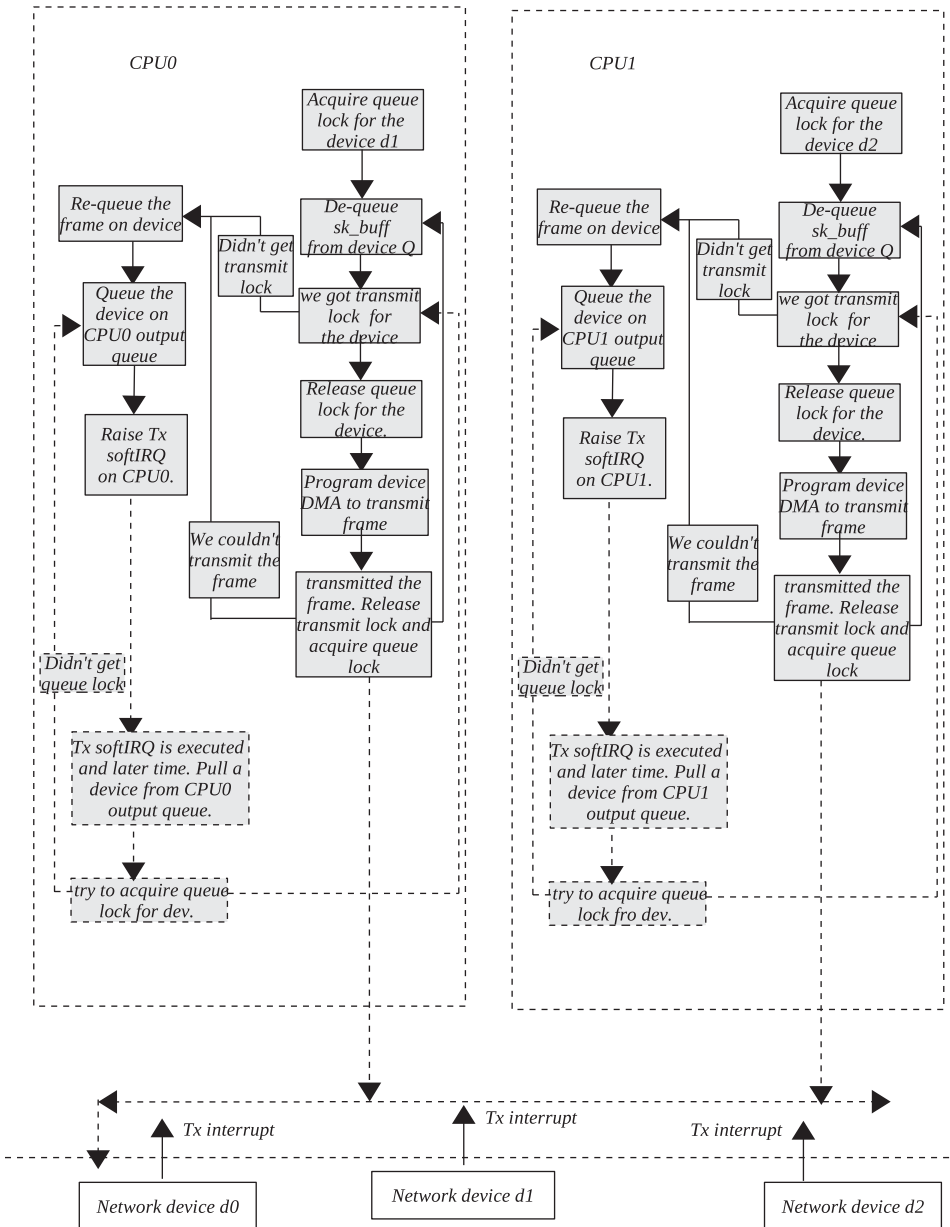 CPU0
Acquire queue
lock for the
device d1
Re-queue the
frame on device
De-queue
sk_buff
from device Q
Didn't get
transmit
lock
Queue the
device on
CPU0 output
queue
we got transmit
lock for
the device
Release queue
lock for the
device.
Raise Tx
softIRQ
on CPU0.
Program device
DMA to transmit
frame
We couldn't
transmit the
frame
transmitted the
frame. Release
transmit lock and
acquire queue
lock
Didn't get
queue lock
Tx softIRQ is executed
and later time. Pull a
device from CPU0
output queue.
try to acquire queue
lock for dev.
CPU1
Acquire queue
lock for the
device d2
Re-queue the
frame on device
De-queue
sk_buff
from device Q
Didn't get
transmit
lock
Queue the
device on
CPU1 output
queue
we got transmit
lock for
the device
Release queue
lock for the
device.
Raise Tx
softIRQ
on CPU1.
Program device
DMA to transmit
frame
We couldn't
transmit the
frame
transmitted the
frame. Release
transmit lock and
acquire queue
lock
Didn't get
queue lock
Tx softIRQ is executed
and later time. Pull a
device from CPU1
output queue.
try to acquire queue
lock fro dev.
Tx interrupt
Tx interrupt
Tx interrupt
Network device d0
Network device d1
Network device d2